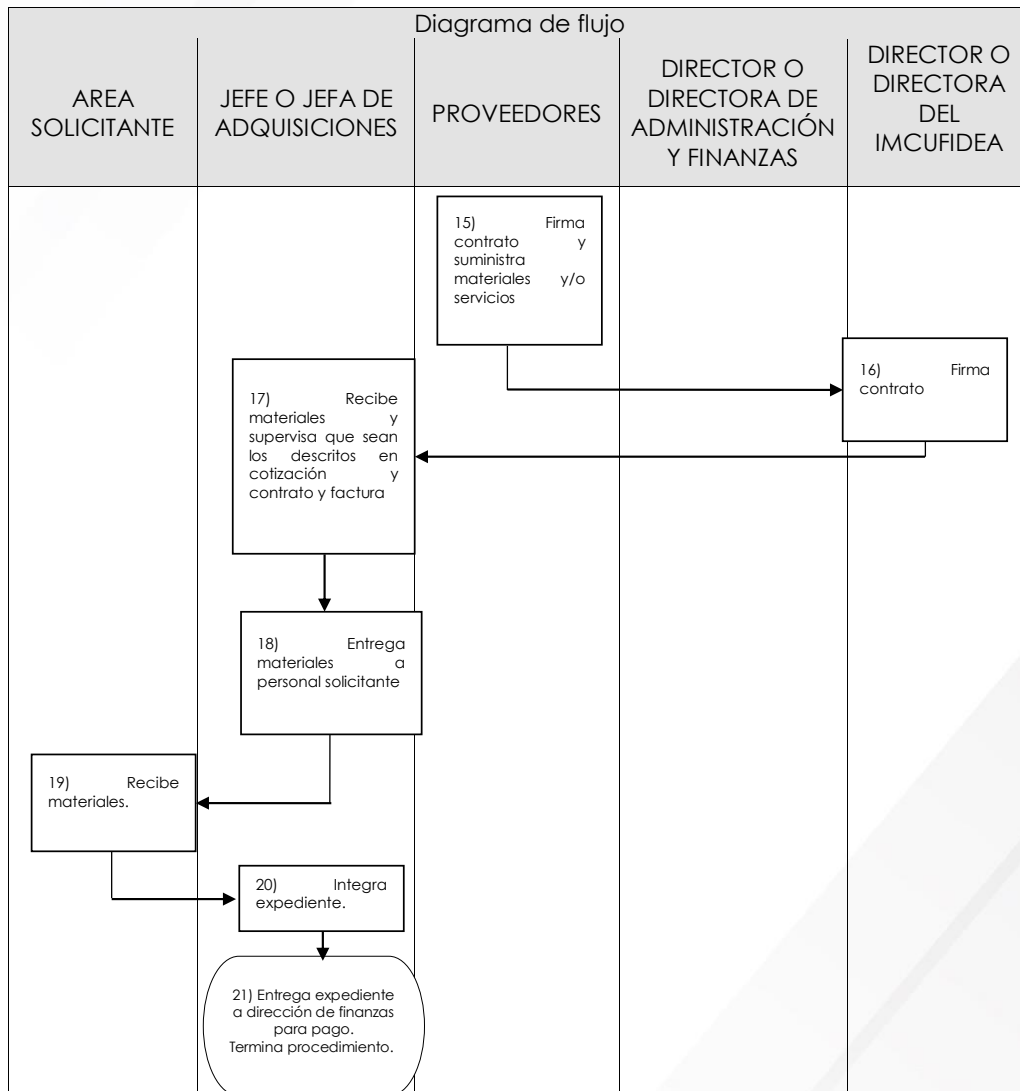 Diagrama de flujo
AREA
SOLICITANTE
JEFE O JEFA DE
ADQUISICIONES
PROVEEDORES
DIRECTOR O
DIRECTORA DE
ADMINISTRACIÓN
Y FINANZAS
DIRECTOR O
DIRECTORA
DEL
IMCUFIDEA
15) Firma
contrato y
suministra
materiales y/o
servicios
16) Firma
contrato
17) Recibe
materiales y
supervisa que sean
los descritos en
cotización y
contrato y factura
18) Entrega
materiales a
personal solicitante
19) Recibe
materiales.
20) Integra
expediente.
21) Entrega expediente
a dirección de finanzas
para pago.
Termina procedimiento.